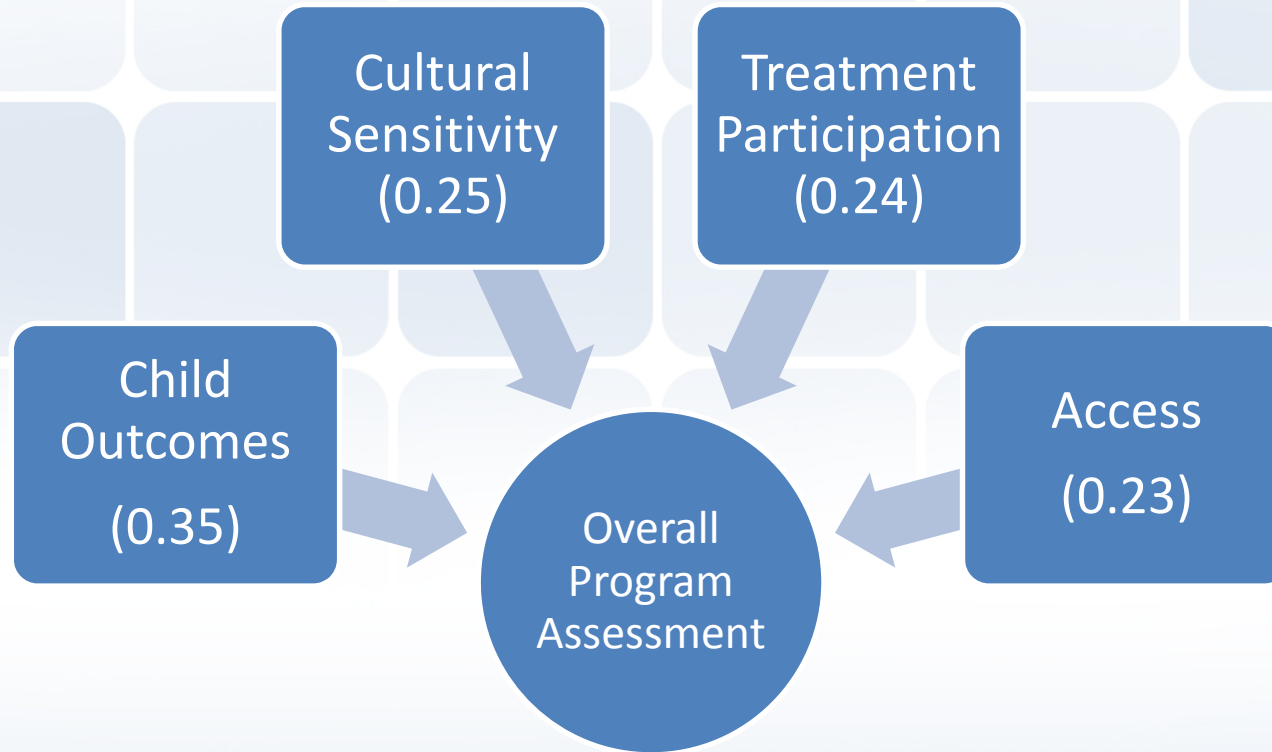 Cultural
Sensitivity
(0.25)
Treatment
Participation
(0.24)
Child
Outcomes
(0.35)
Access
(0.23)
Overall
Program
Assessment